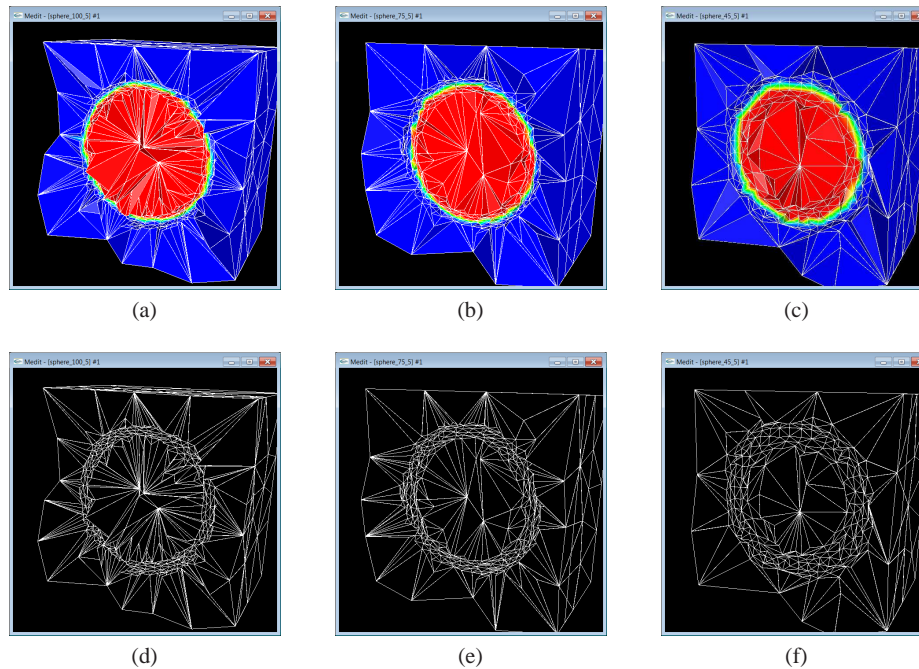 Medit - [sphere_100_5] #1
Medit - [sphere_75_5] #1
Medit - [sphere_45_5] #1
(a)
(b)
(c)
Medit - [sphere_100_5] #1
Medit - [sphere_75_5] #1
Medit - [sphere_45_5] #1
(d)
(e)
(f)